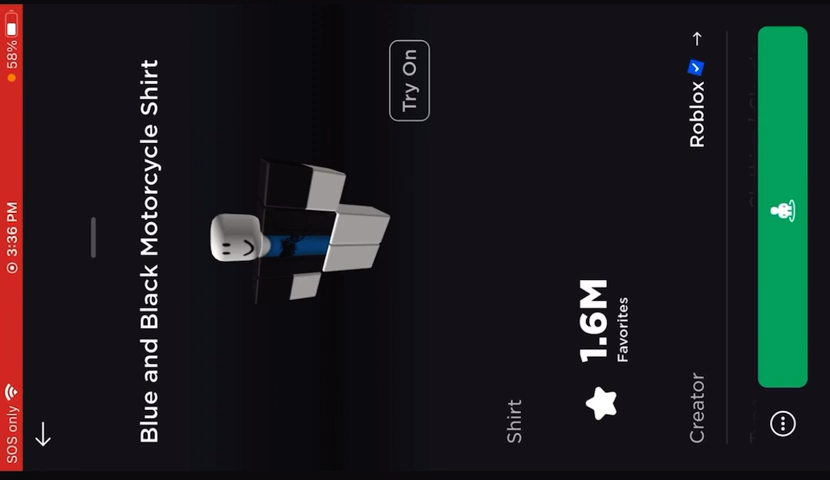 SOS only 3:36 PM 58%
Blue and Black Motorcycle Shirt
Try On
Shirt
1.6M
Favorites
Creator Roblox